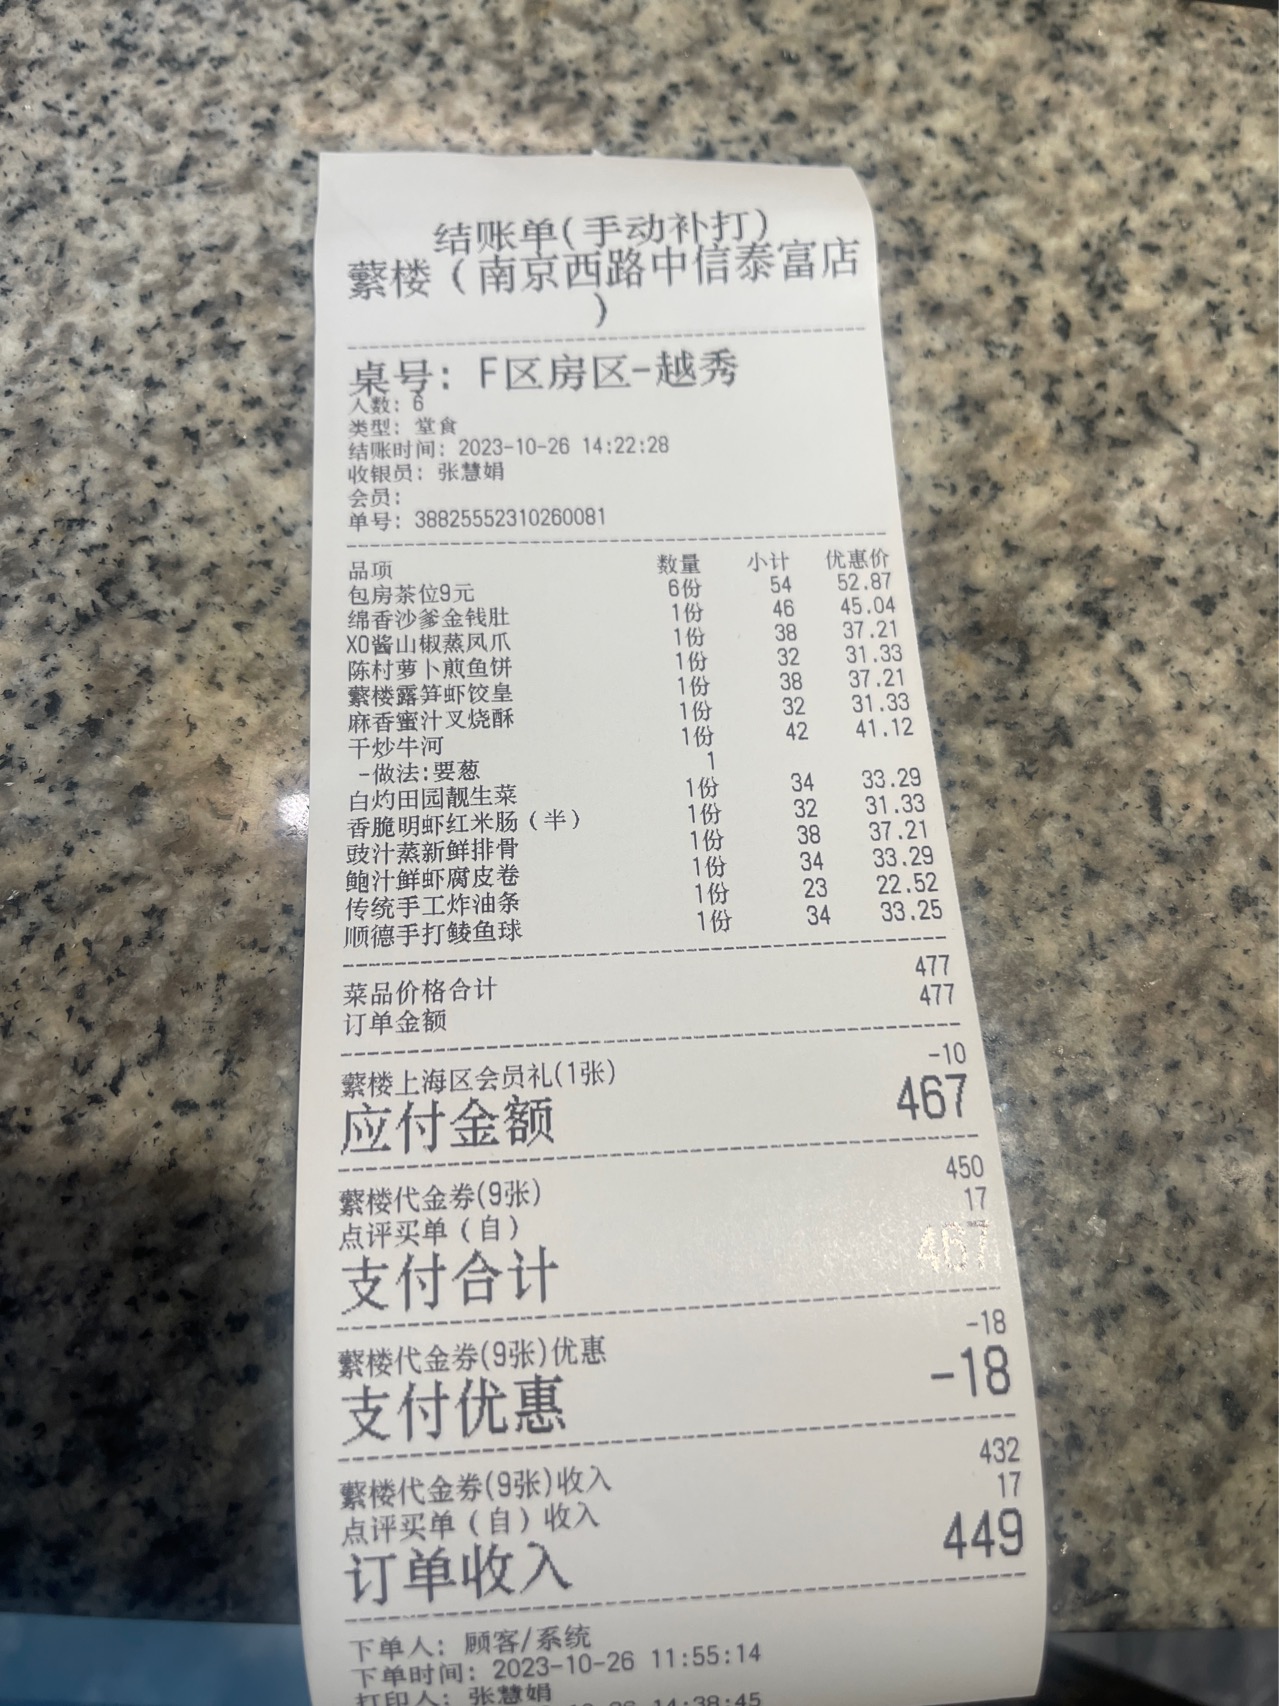 结账单(手动补打)
蘩楼（南京西路中信泰富店
）
桌号: F区房区-越秀
人数: 6
类型: 堂食
结账时间: 2023-10-26 14:22:28
收银员: 张慧娟
会员:
单号: 38825552310260081
品项 数量 小计 优惠价
包房茶位9元 6份 54 52.87
绵香沙爹金钱肚 1份 46 45.04
XO酱山椒蒸凤爪 1份 38 37.21
陈村萝卜煎鱼饼 1份 32 31.33
蘩楼露笋虾饺皇 1份 38 37.21
麻香蜜汁叉烧酥 1份 32 31.33
干炒牛河 1份 42 41.12
-做法:要葱 1
白灼田园靓生菜 1份 34 33.29
香脆明虾红米肠（半） 1份 32 31.33
豉汁蒸新鲜排骨 1份 38 37.21
鲍汁鲜虾腐皮卷 1份 34 33.29
传统手工炸油条 1份 23 22.52
顺德手打鲮鱼球 1份 34 33.25
菜品价格合计 477
订单金额 477
蘩楼上海区会员礼(1张) -10
应付金额 467
蘩楼代金券(9张) 450
点评买单（自） 17
支付合计 467
蘩楼代金券(9张)优惠 -18
支付优惠 -18
蘩楼代金券(9张)收入 432
点评买单（自）收入 17
订单收入 449
下单人: 顾客/系统
下单时间: 2023-10-26 11:55:14
打印人: 张慧娟
14:38:45